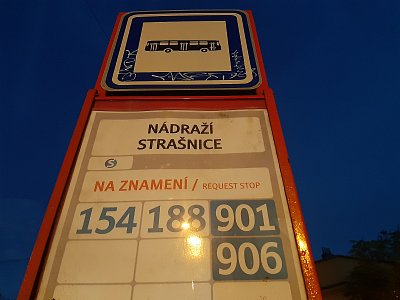 NÁDRAŽÍ
STRAŠNICE
S
NA ZNAMENÍ / REQUEST STOP
154 188 901
906